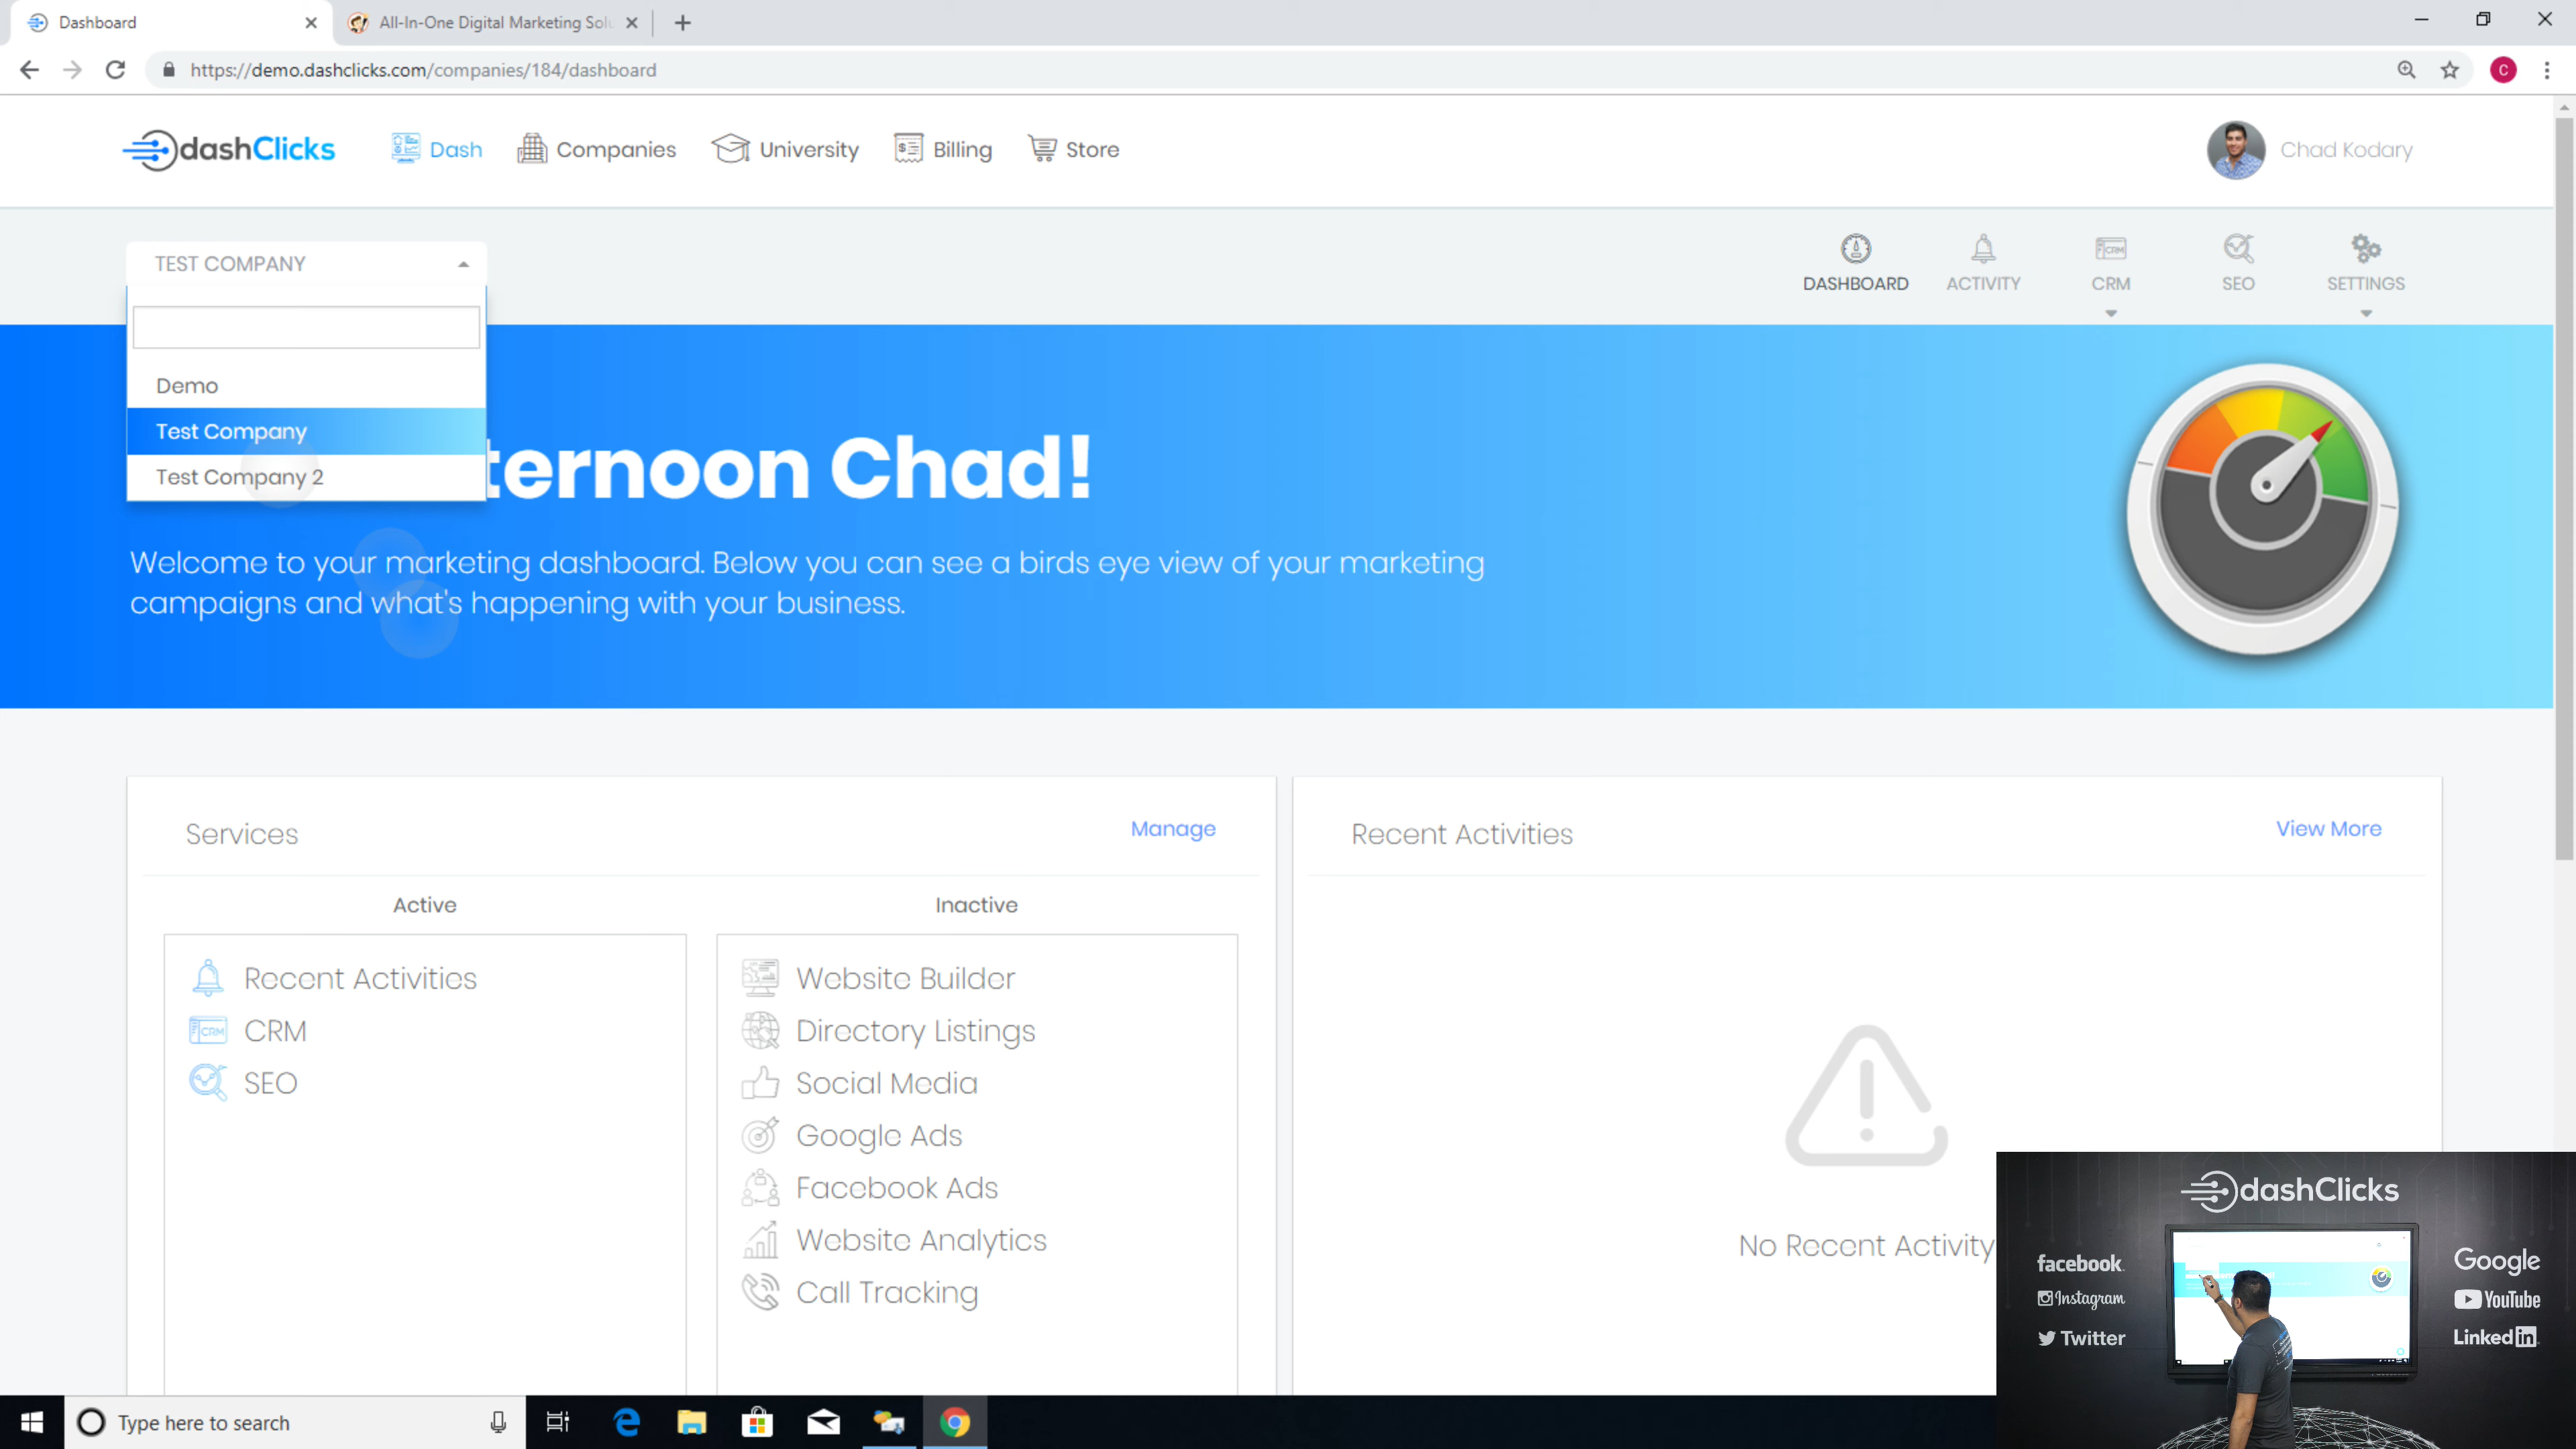 Dashboard
All-In-One Digital Marketing Solu
https://demo.dashclicks.com/companies/184/dashboard
C
dashClicks
Dash
Companies
University
Billing
Store
Chad Kodary
TEST COMPANY
DASHBOARD
ACTIVITY
CRM
SEO
SETTINGS
Demo
Test Company
Test Company 2
ternoon Chad!
Welcome to your marketing dashboard. Below you can see a birds eye view of your marketing
campaigns and what's happening with your business.
Services
Manage
Active
Inactive
Recent Activities
CRM
SEO
Website Builder
Directory Listings
Social Media
Google Ads
Facebook Ads
Website Analytics
Call Tracking
Recent Activities
View More
No Recent Activity
dashClicks
facebook.
Instagram
Twitter
Google
YouTube
LinkedIn
Type here to search